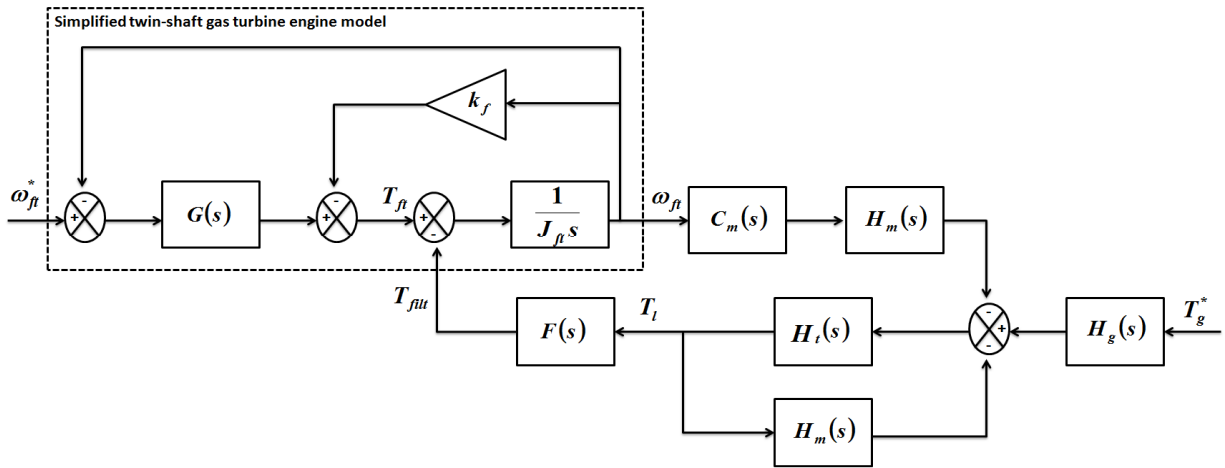 Simplified twin-shaft gas turbine engine model
k_f
ω*_ft
+
-
G(s)
+
-
T_ft
+
-
1
J_ft s
ω_ft
C_m(s)
H_m(s)
T_filt
F(s)
T_l
H_t(s)
-
+
-
H_g(s)
T*_g
H_m(s)